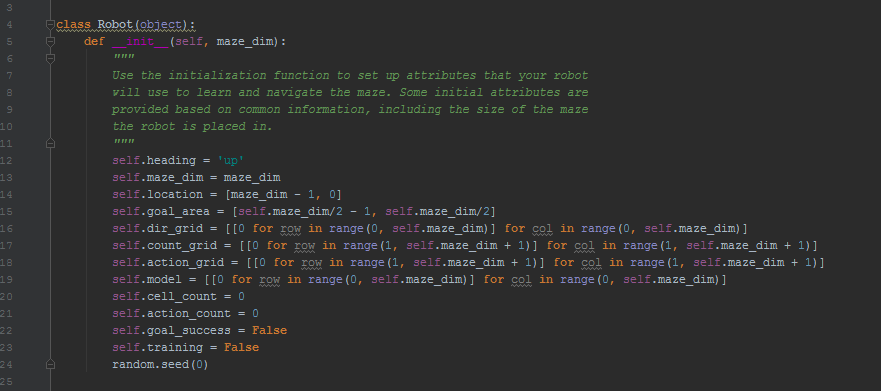 3
4 class Robot(object):
5     def __init__(self, maze_dim):
6         """
7         Use the initialization function to set up attributes that your robot
8         will use to learn and navigate the maze. Some initial attributes are
9         provided based on common information, including the size of the maze
10         the robot is placed in.
11         """
12         self.heading = 'up'
13         self.maze_dim = maze_dim
14         self.location = [maze_dim - 1, 0]
15         self.goal_area = [self.maze_dim/2 - 1, self.maze_dim/2]
16         self.dir_grid = [[0 for row in range(0, self.maze_dim)] for col in range(0, self.maze_dim)]
17         self.count_grid = [[0 for row in range(1, self.maze_dim + 1)] for col in range(1, self.maze_dim + 1)]
18         self.action_grid = [[0 for row in range(1, self.maze_dim + 1)] for col in range(1, self.maze_dim + 1)]
19         self.model = [[0 for row in range(0, self.maze_dim)] for col in range(0, self.maze_dim)]
20         self.cell_count = 0
21         self.action_count = 0
22         self.goal_success = False
23         self.training = False
24         random.seed(0)
25